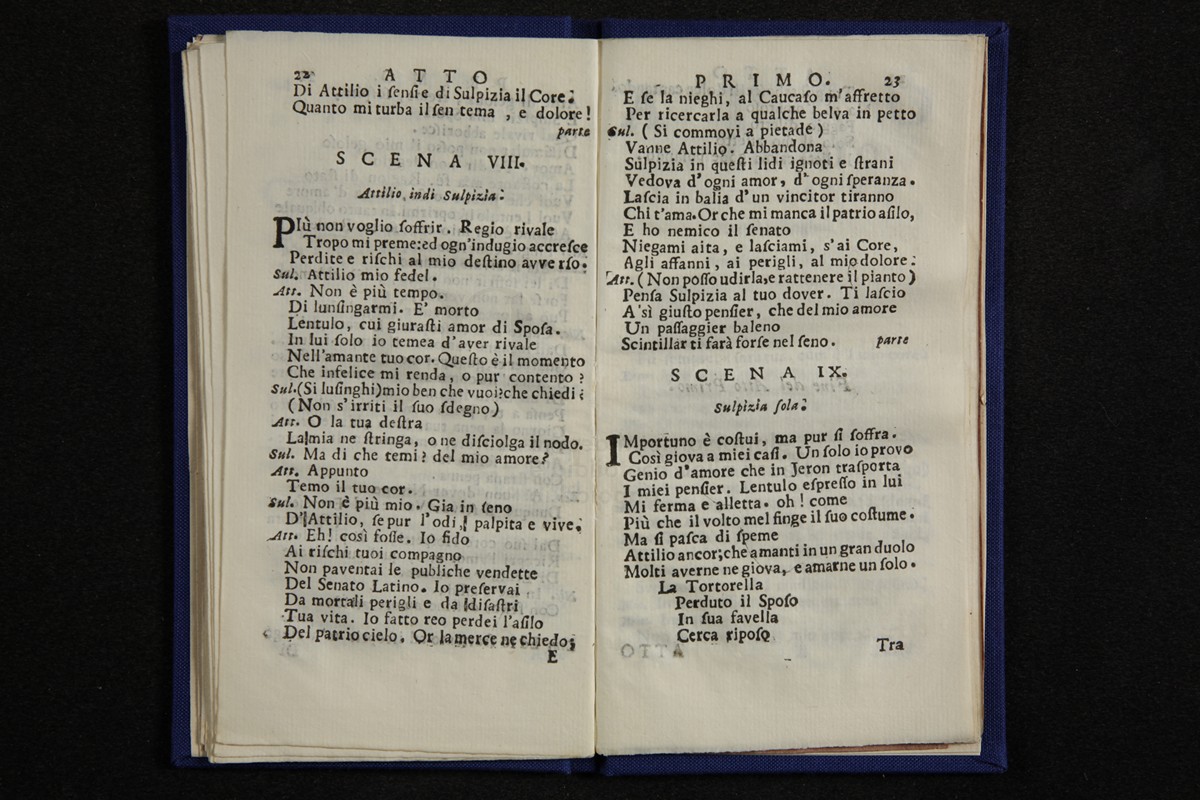 22 ATTO
Di Attilio i ſenſi e di Sulpizia il Core.
Quanto mi turba il ſen tema , e dolore!
parte
SCENA VIII.
Attilio indi Sulpizia.
PIù non voglio ſoffrir. Regio rivale
Tropo mi preme: ed ogn'indugio accreſce
Perdite e riſchi al mio deſtino avverſo.
Sul. Attilio mio fedel.
Att. Non è più tempo.
Di lunſingarmi. E' morto
Lentulo, cui giuraſti amor di Spoſa.
In lui ſolo io temea d'aver rivale
Nell'amante tuo cor. Queſto è il momento
Che infelice mi renda, o pur contento ?
Sul. (Si luſinghi) mio ben che vuoi? che chiedi?
(Non s'irriti il ſuo ſdegno)
Att. O la tua deſtra
La mia ne ſtringa, o ne diſciolga il nodo.
Sul. Ma di che temi? del mio amore?
Att. Appunto
Temo il tuo cor.
Sul. Non è più mio. Gia in ſeno
D'Attilio, ſe pur l'odi, palpita e vive.
Att. Eh! così foſſe. Io fido
Ai riſchi tuoi compagno
Non paventai le publiche vendette
Del Senato Latino. Io preſervai
Da mortali perigli e da diſaſtri
Tua vita. Io fatto reo perdei l'aſilo
Del patrio cielo. Or la merce ne chiedo;
E
PRIMO. 23
E ſe la nieghi, al Caucaſo m'affretto
Per ricercarla a qualche belva in petto
Sul. ( Si commovi a pietade )
Vanne Attilio. Abbandona
Sulpizia in queſti lidi ignoti e ſtrani
Vedova d'ogni amor, d'ogni ſperanza.
Laſcia in balia d'un vincitor tiranno
Chi t'ama. Or che mi manca il patrio aſilo,
E ho nemico il ſenato
Niegami aita, e laſciami, s'ai Core,
Agli affanni, ai perigli, al mio dolore.
Att. ( Non poſſo udirla, e rattenere il pianto )
Penſa Sulpizia al tuo dover. Ti laſcio
A'sì giuſto penſier, che del mio amore
Un paſſaggier baleno
Scintillar ti farà forſe nel ſeno. parte
SCENA IX.
Sulpizia ſola.
IMportuno è coſtui, ma pur ſi ſoffra.
Così giova a miei caſi. Un ſolo io provo
Genio d'amore che in Jeron traſporta
I miei penſier. Lentulo eſpreſſo in lui
Mi ferma e alletta. oh! come
Più che il volto mel finge il ſuo coſtume.
Ma ſi paſca di ſpeme
Attilio ancor; che amanti in un gran duolo
Molti averne ne giova, e amarne un ſolo.
La Tortorella
Perduto il Spoſo
In ſua favella
Cerca ripoſo
Tra